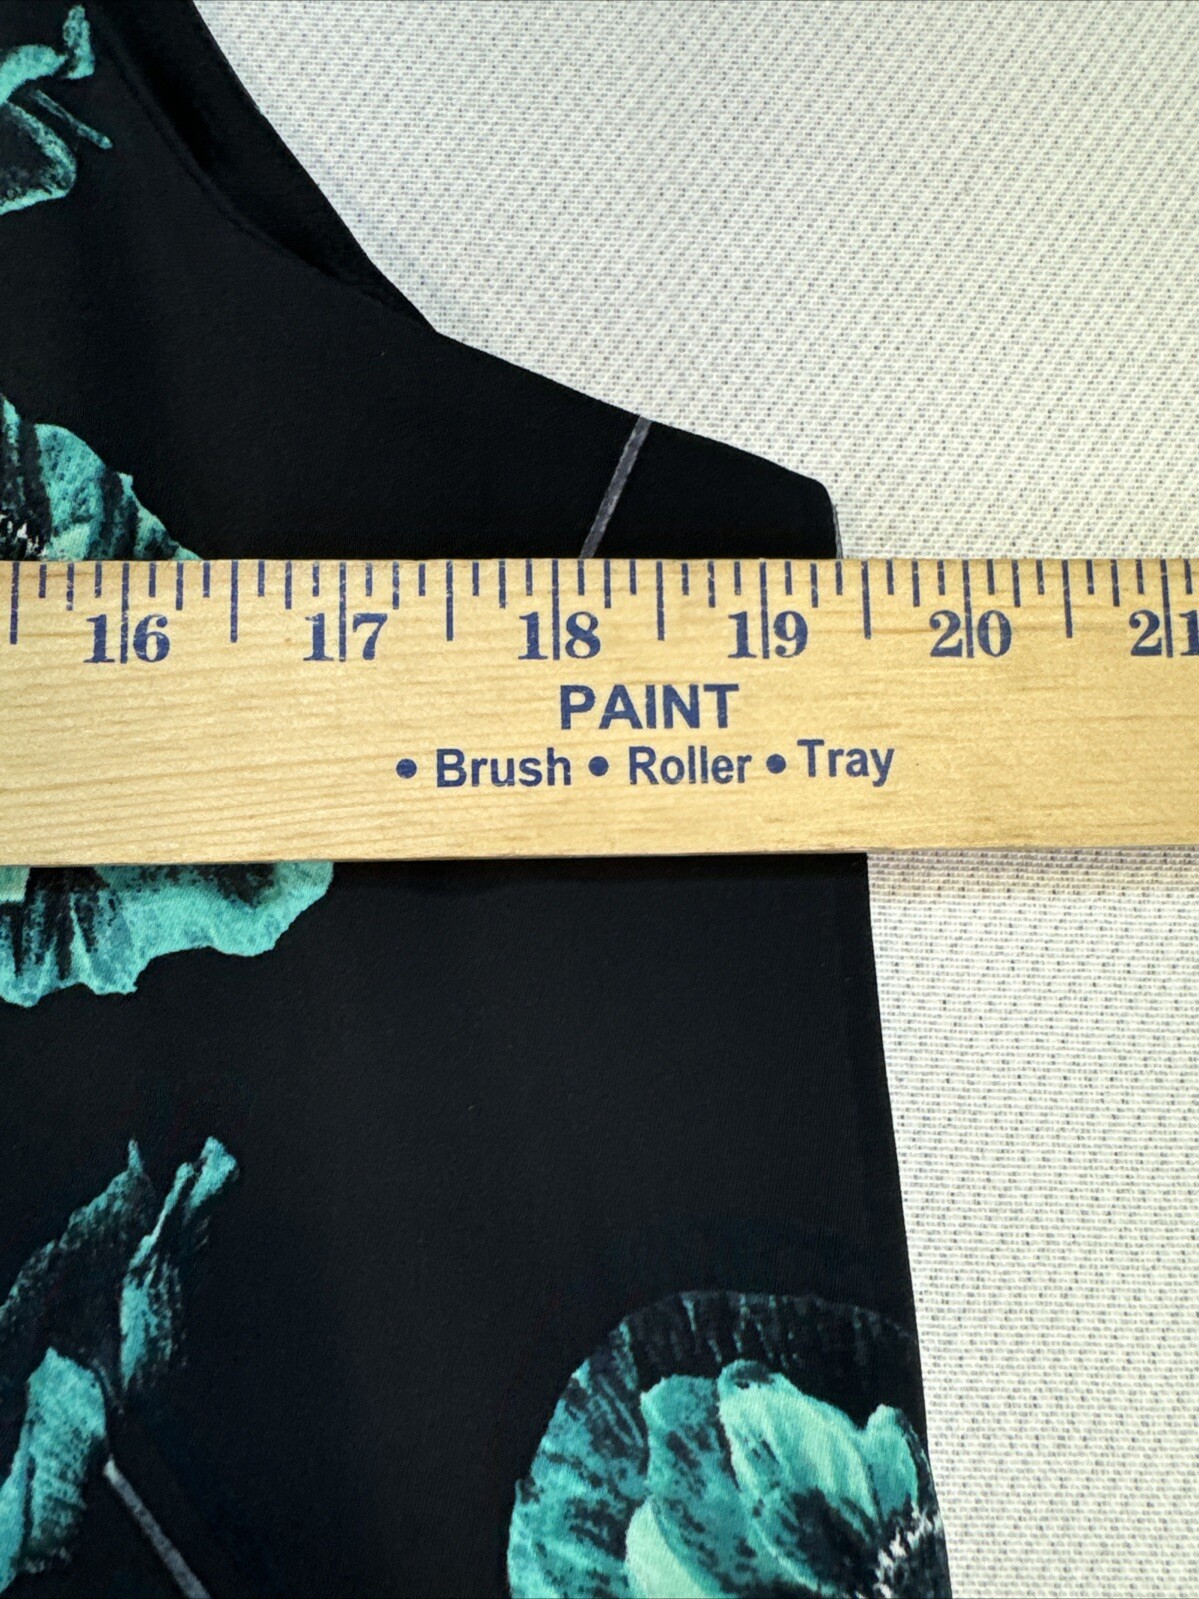 16 17 18 19 20 21
PAINT
• Brush • Roller • Tray